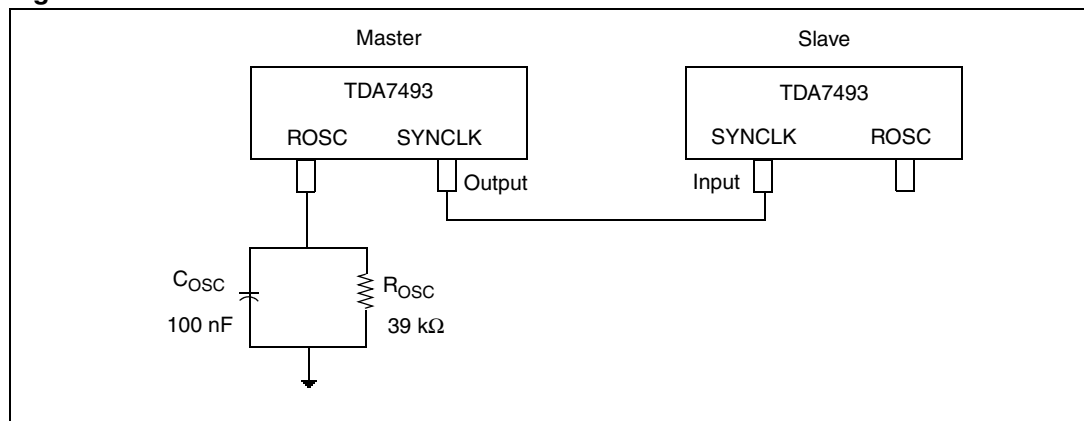 Master
Slave
TDA7493
TDA7493
ROSC SYNCLK
SYNCLK ROSC
Output
Input
COSC
ROSC
100 nF
39 kΩ